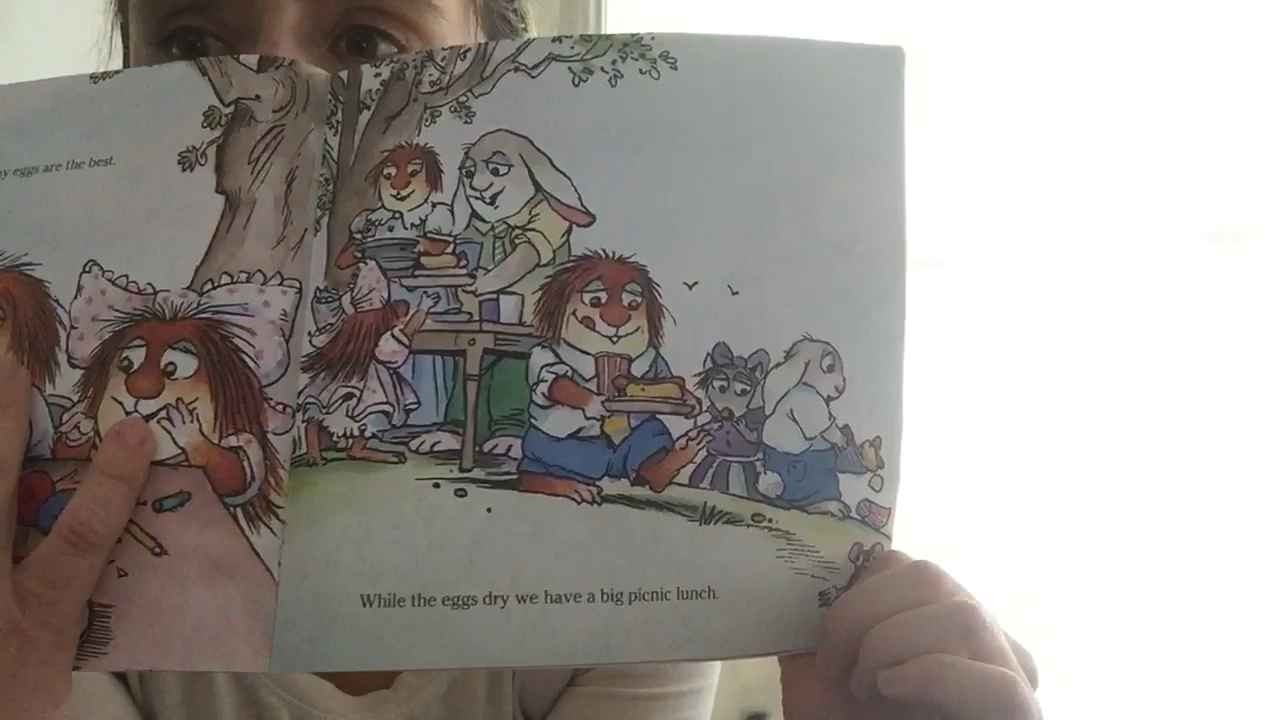 eggs are the best.
While the eggs dry we have a big picnic lunch.